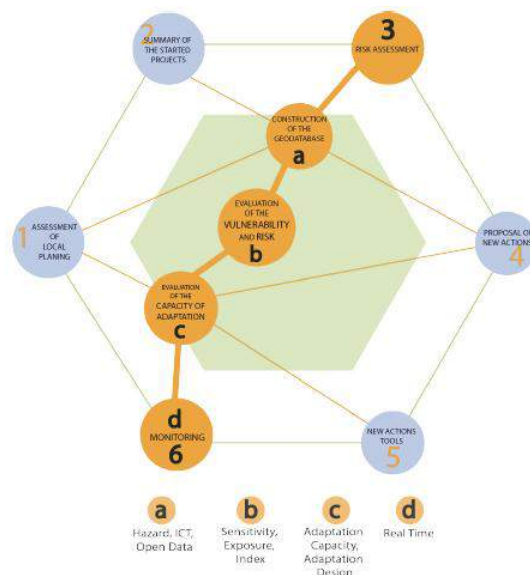 2
SUMMARY
OF THE STARTED
PROJECTS
3
RISK ASSESSMENT
CONSTRUCTION
OF THE
GEODATABASE
a
EVALUATION
OF THE
VULNERABILITY
AND RISK
b
1
ASSESSMENT
OF LOCAL
PLANING
PROPOSAL OF
NEW ACTIONS
4
EVALUATION
OF THE
CAPACITY OF
ADAPTATION
c
d
MONITORING
6
NEW ACTIONS
TOOLS
5
a
Hazard, ICT,
Open Data
b
Sensitivity,
Exposure,
Index
c
Adaptation
Capacity,
Adaptation
Design
d
Real Time